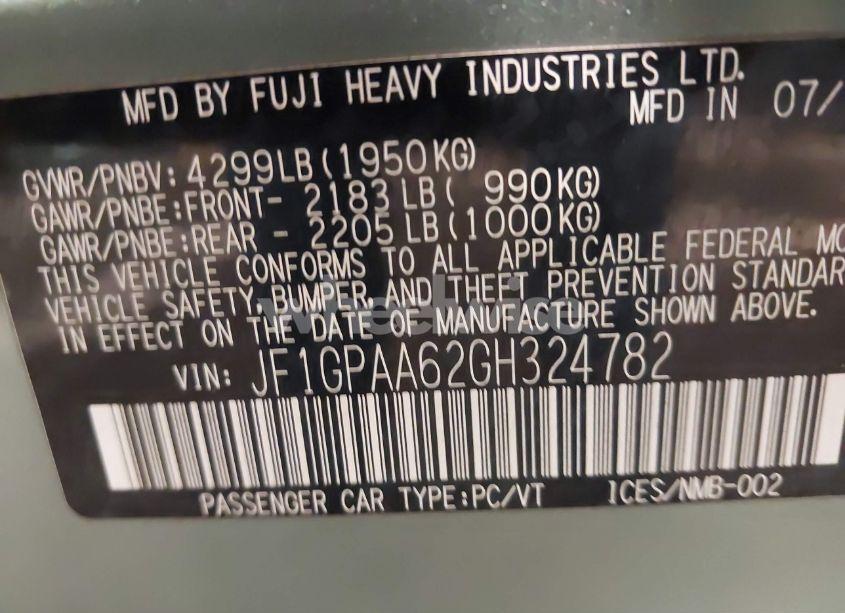 MFD BY FUJI HEAVY INDUSTRIES LTD.
MFD IN 07/
GVWR/PNBV: 4299LB(1950KG)
GAWR/PNBE:FRONT- 2183 LB( 990KG)
GAWR/PNBE:REAR - 2205 LB(1000KG)
THIS VEHICLE CONFORMS TO ALL APPLICABLE FEDERAL MO
VEHICLE SAFETY, BUMPER, AND THEFT PREVENTION STANDAR
IN EFFECT ON THE DATE OF MANUFACTURE SHOWN ABOVE.
VIN: JF1GPAA62GH324782
PASSENGER CAR TYPE:PC/VT ICES/NMB-002